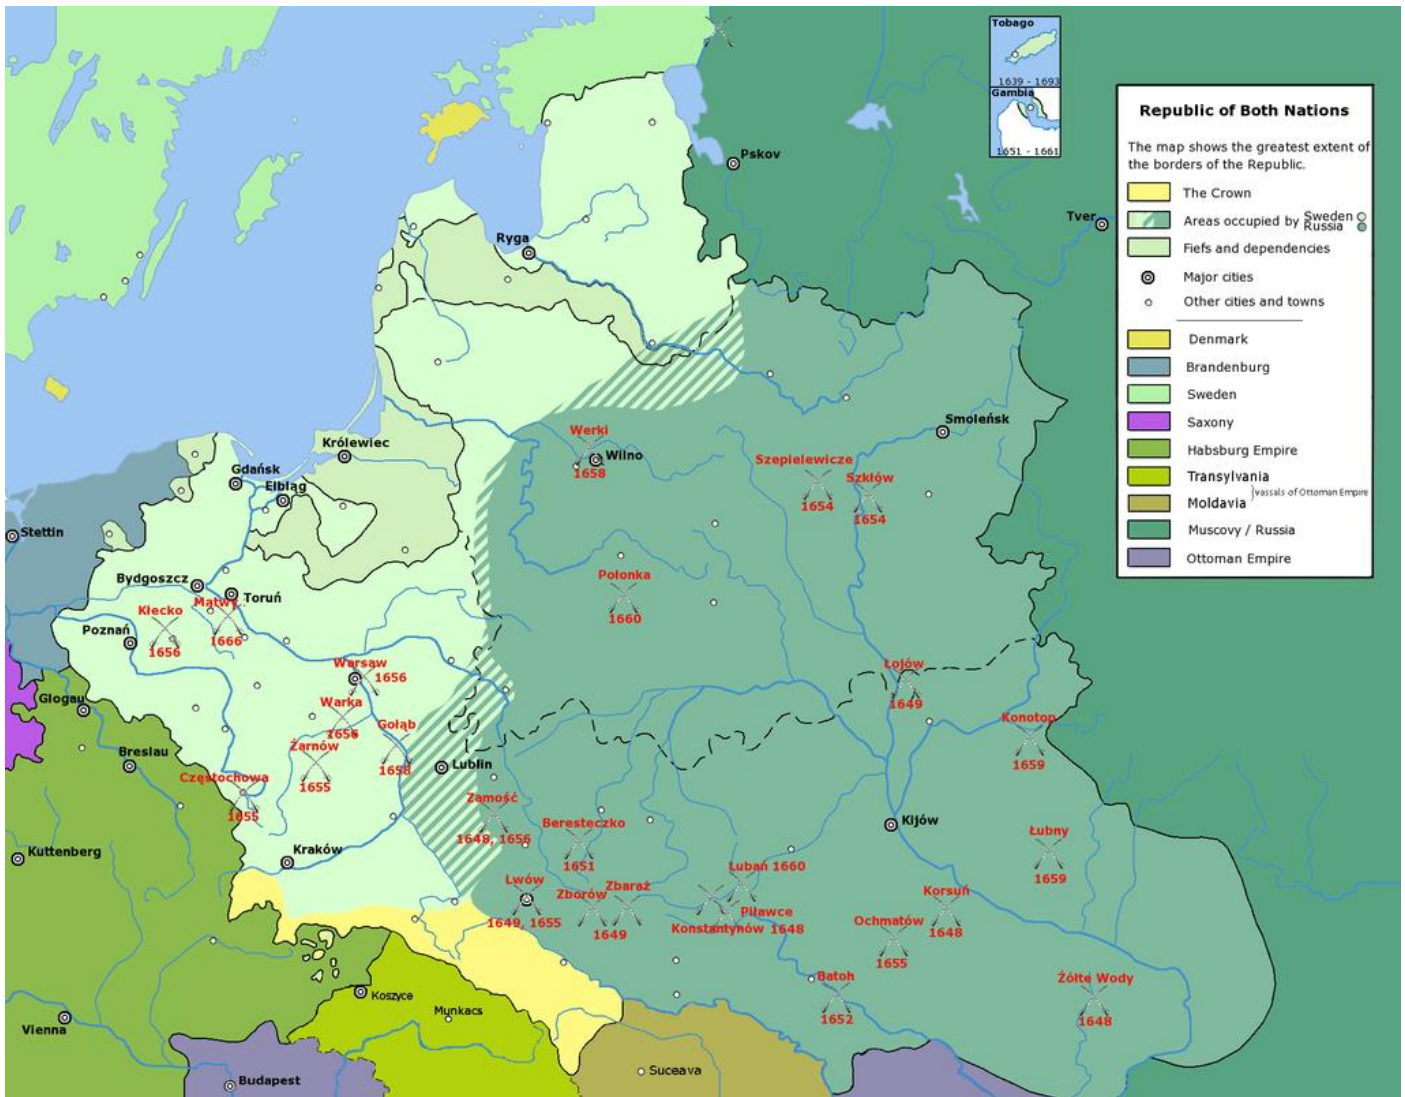 Tobago
1639 - 1693
Gambia
1651 - 1661
Republic of Both Nations
The map shows the greatest extent of
the borders of the Republic.
The Crown
Areas occupied by Sweden
Russia
Fiefs and dependencies
Major cities
Other cities and towns
Denmark
Brandenburg
Sweden
Saxony
Habsburg Empire
Transylvania
Moldavia
vassals of Ottoman Empire
Muscovy / Russia
Ottoman Empire
Pskov
Tver
Ryga
Smoleńsk
Werki
Wilno
1658
Królewiec
Gdańsk
Elbląg
Szepielewicze
1654
Szkłów
1654
Stettin
Bydgoszcz
Toruń
Połonka
1660
Kłecko
1656
Mątwy
1666
Poznań
Warsaw
1656
Łojów
1649
Głogau
Warka
1656
Gołąb
1658
Konotop
1659
Żarnów
1655
Breslau
Lublin
Częstochowa
1655
Zamość
1648, 1656
Beresteczko
1651
Kijów
Łubny
1659
Kuttenberg
Kraków
Lwów
1649, 1655
Zborów
Zbaraż
1649
Lubań 1660
Piławce
Konstantynów 1648
Korsuń
1648
Ochmatów
1655
Batoh
1652
Żółte Wody
1648
Koszyce
Munkacs
Vienna
Budapest
Suceava